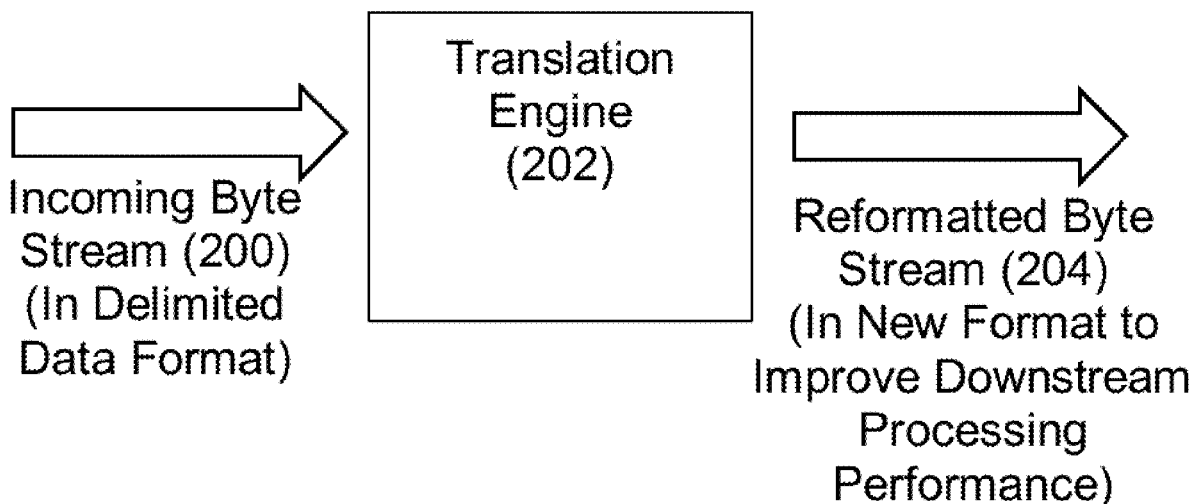 Incoming Byte
Stream (200)
(In Delimited
Data Format)
Translation
Engine
(202)
Reformatted Byte
Stream (204)
(In New Format to
Improve Downstream
Processing
Performance)